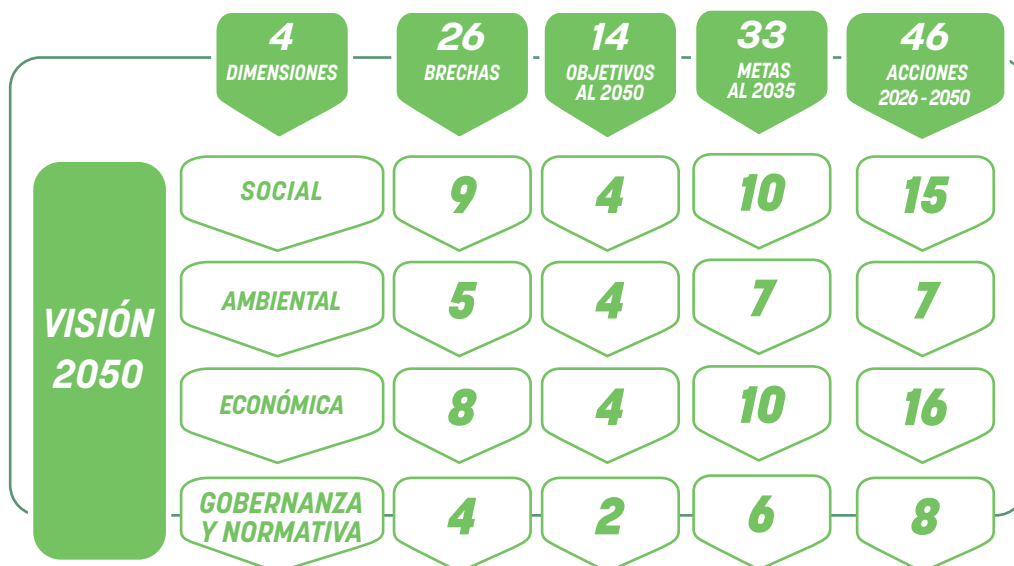 4
DIMENSIONES
26
BRECHAS
14
OBJETIVOS
AL 2050
33
METAS
AL 2035
46
ACCIONES
2026 - 2050
VISIÓN
2050
SOCIAL
9
4
10
15
AMBIENTAL
5
4
7
7
ECONÓMICA
8
4
10
16
GOBERNANZA
Y NORMATIVA
4
2
6
8